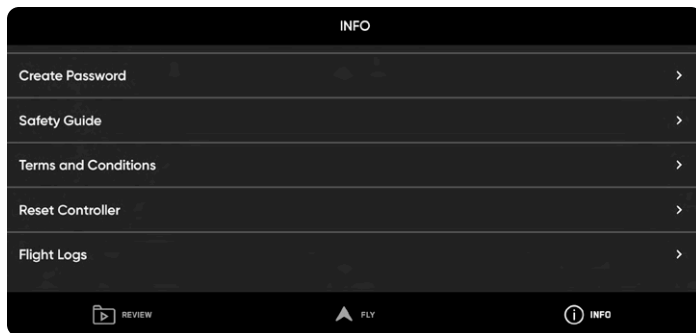 INFO
Create Password
Safety Guide
Terms and Conditions
Reset Controller
Flight Logs
REVIEW
FLY
INFO